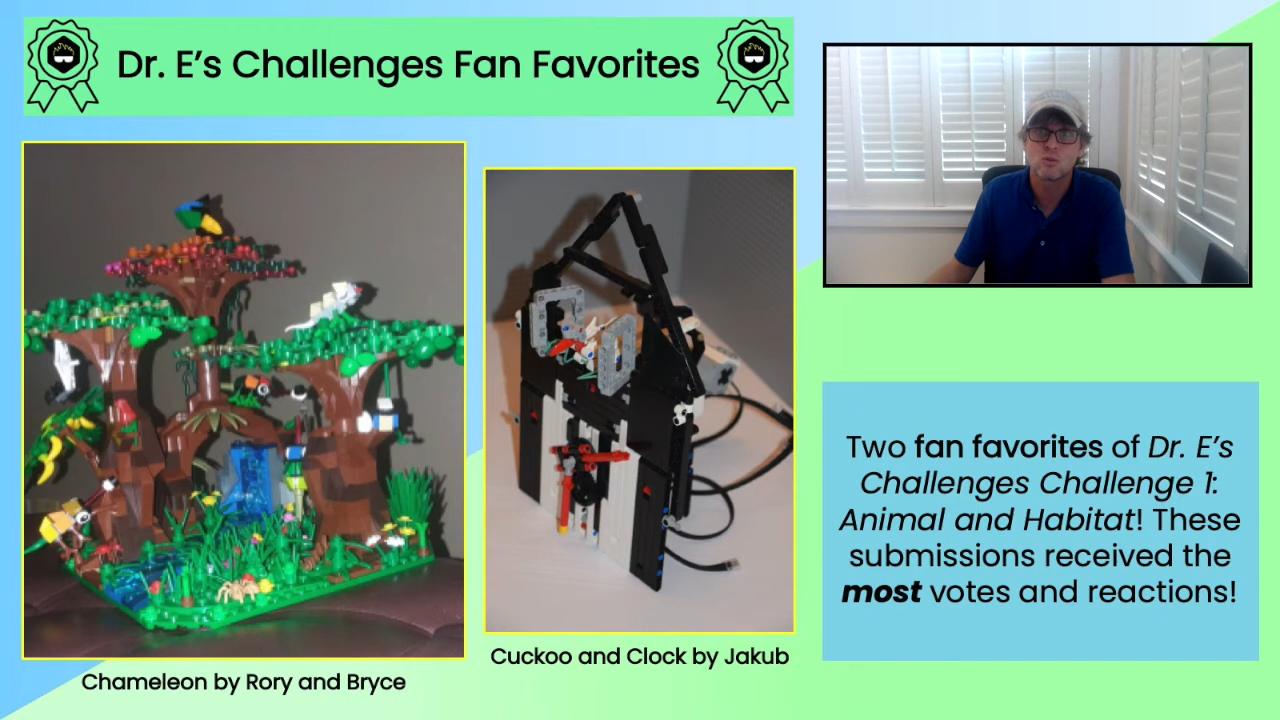 Dr. E’s Challenges Fan Favorites
Chameleon by Rory and Bryce
Cuckoo and Clock by Jakub
Two fan favorites of Dr. E’s
Challenges Challenge 1:
Animal and Habitat! These
submissions received the
most votes and reactions!